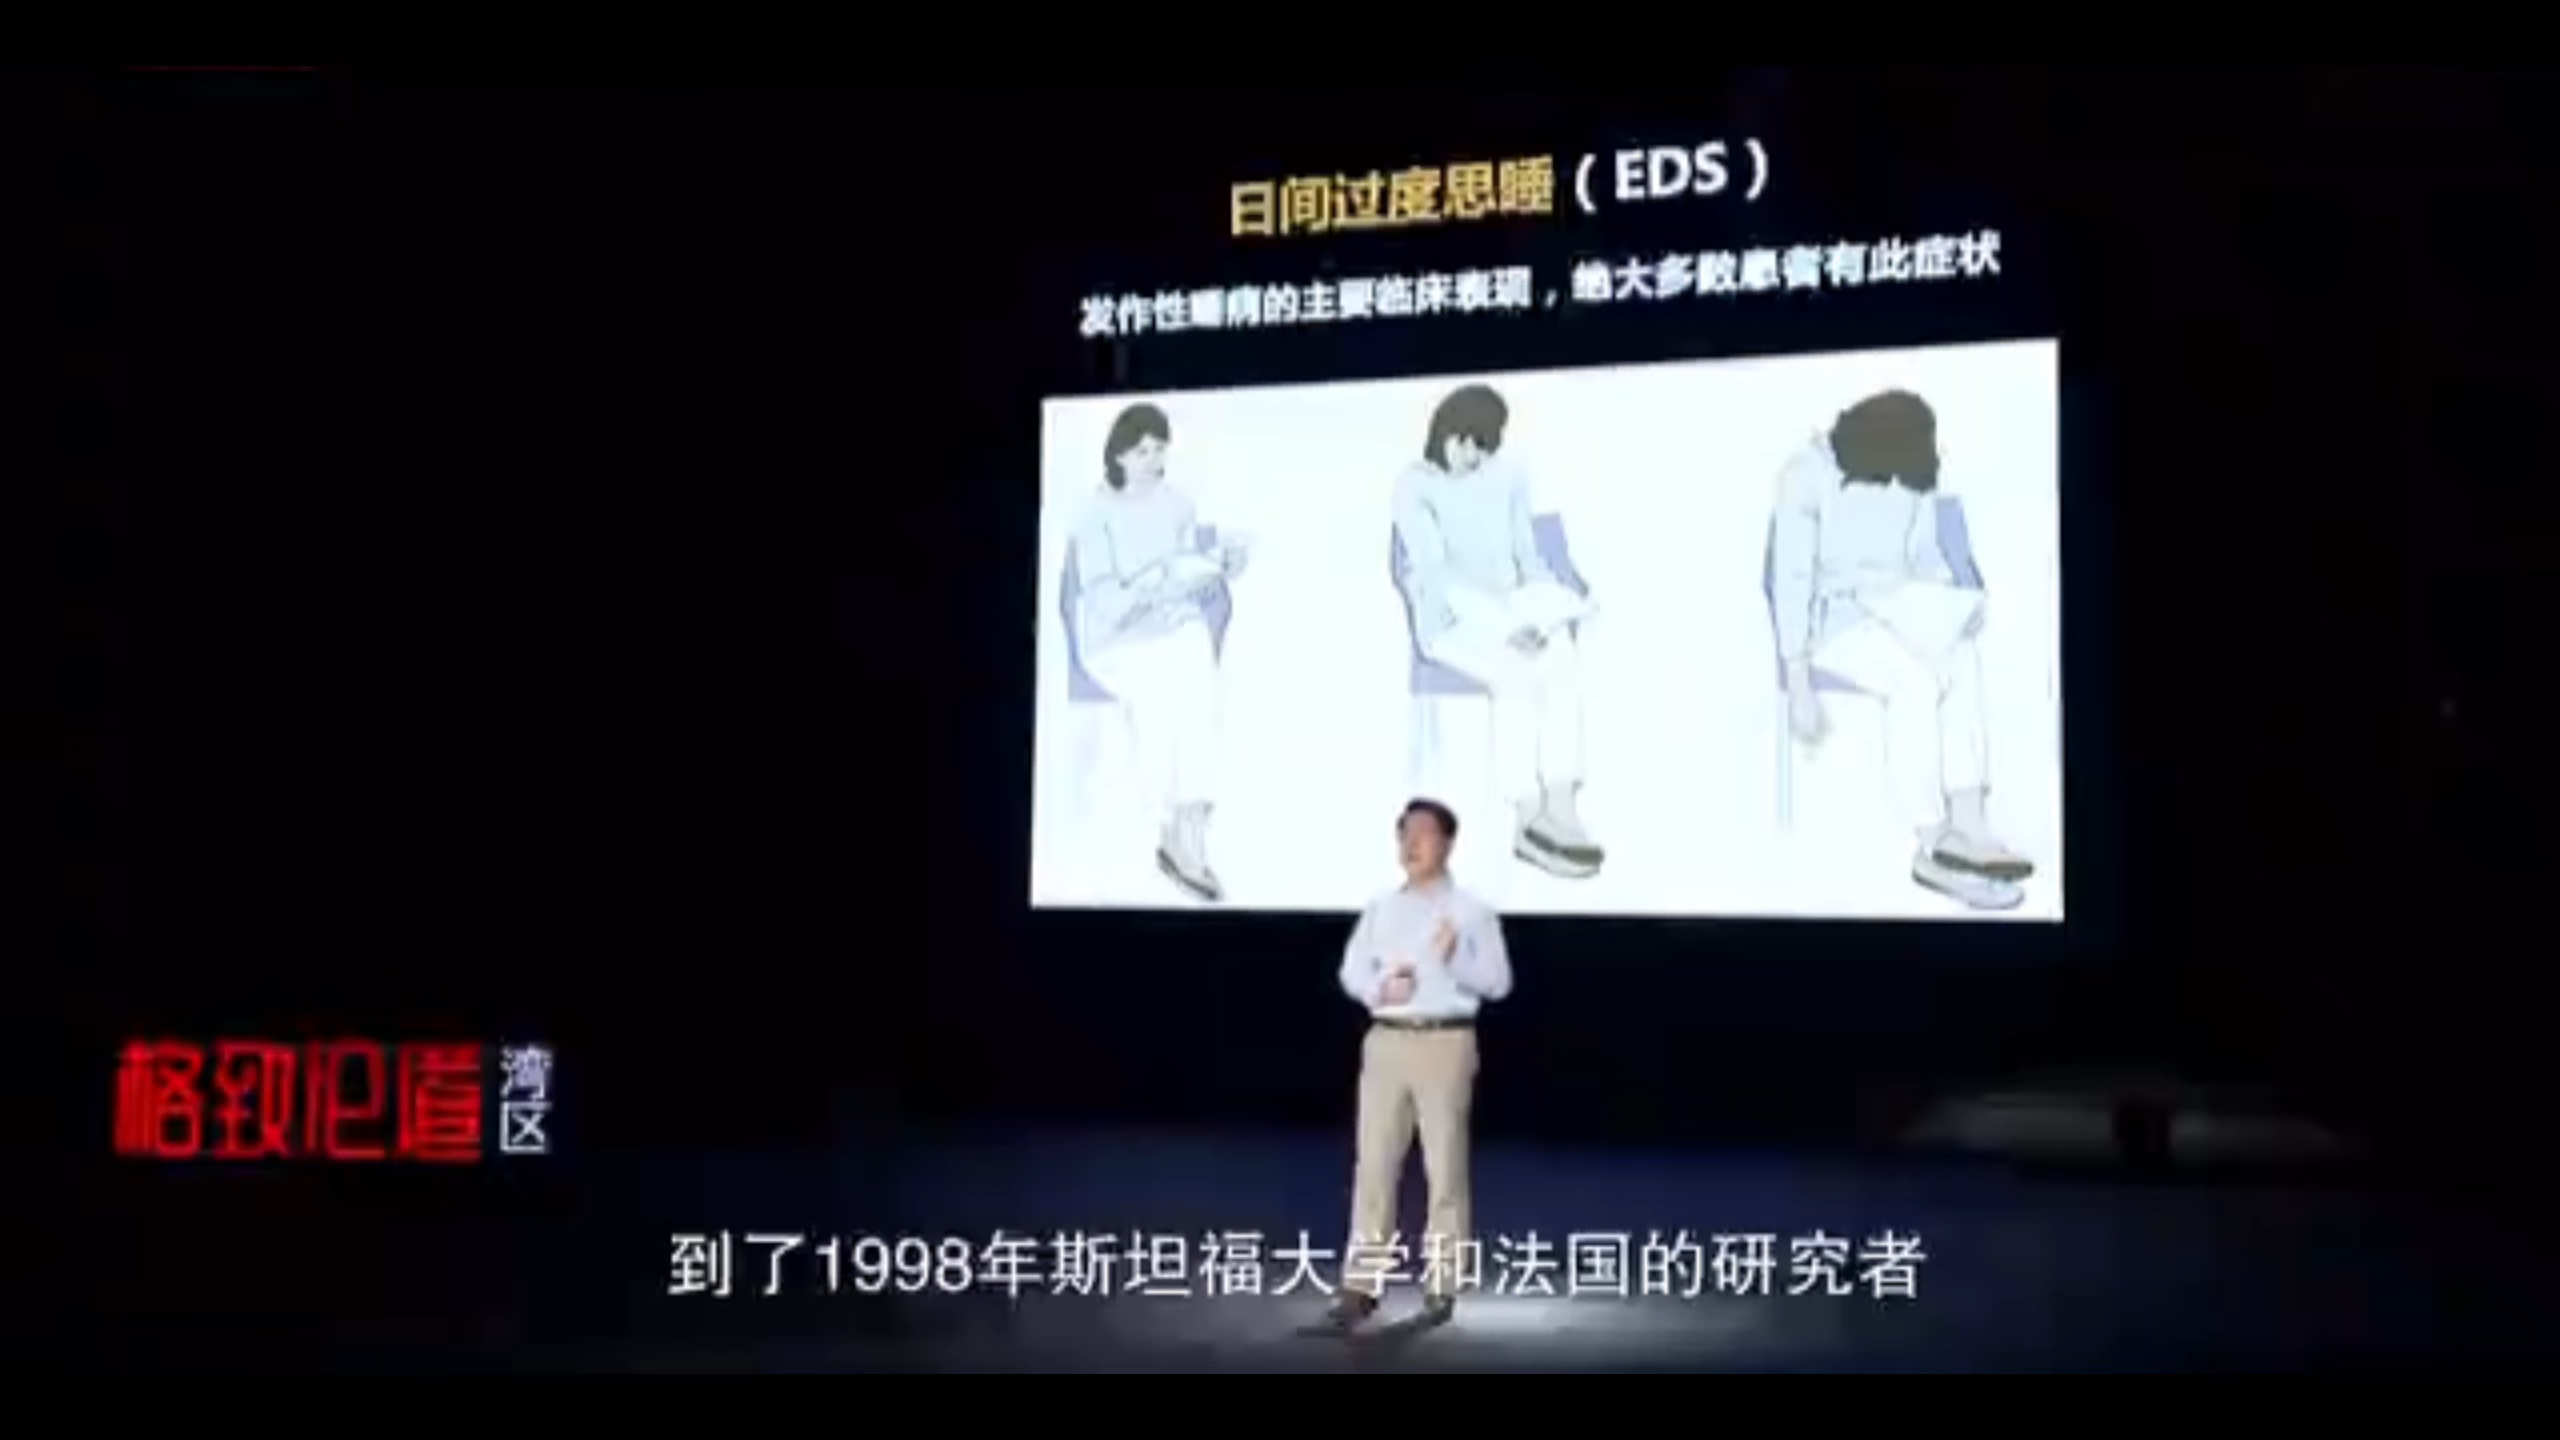 日间过度思睡（EDS）
发作性睡病的主要临床表现，绝大多数患者有此症状
格致论道 湾区
到了1998年斯坦福大学和法国的研究者